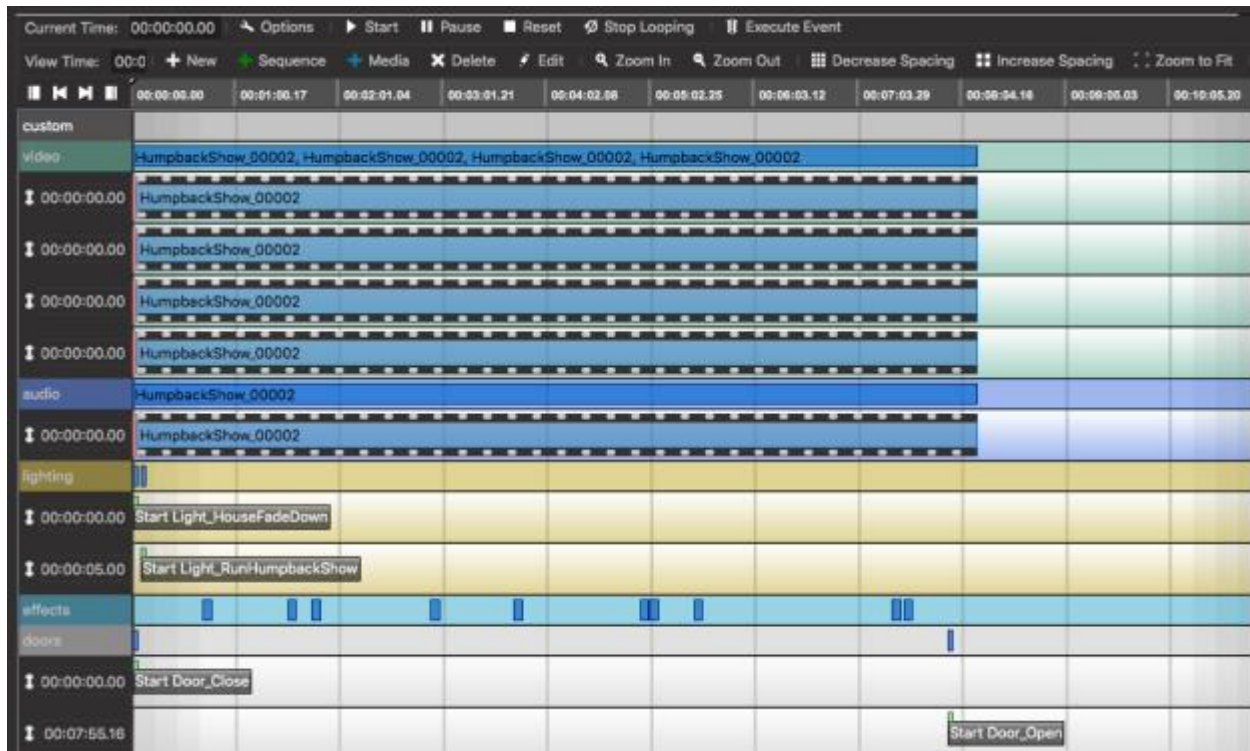 Current Time: 00:00:00.00 Options Start Pause Reset Stop Looping Execute Event
View Time: 00:0 New Sequence Media Delete Edit Zoom In Zoom Out Decrease Spacing Increase Spacing Zoom to Fit
00:00:00.00 00:01:00.17 00:02:01.04 00:03:01.21 00:04:02.08 00:05:02.25 00:06:03.12 00:07:03.29 00:08:04.16 00:09:05.03 00:10:05.20
custom
video HumpbackShow_00002, HumpbackShow_00002, HumpbackShow_00002, HumpbackShow_00002
00:00:00.00 HumpbackShow_00002
00:00:00.00 HumpbackShow_00002
00:00:00.00 HumpbackShow_00002
00:00:00.00 HumpbackShow_00002
audio HumpbackShow_00002
00:00:00.00 HumpbackShow_00002
lighting
00:00:00.00 Start Light_HouseFadeDown
00:00:05.00 Start Light_RunHumpbackShow
effects
doors
00:00:00.00 Start Door_Close
00:07:55.16 Start Door_Open